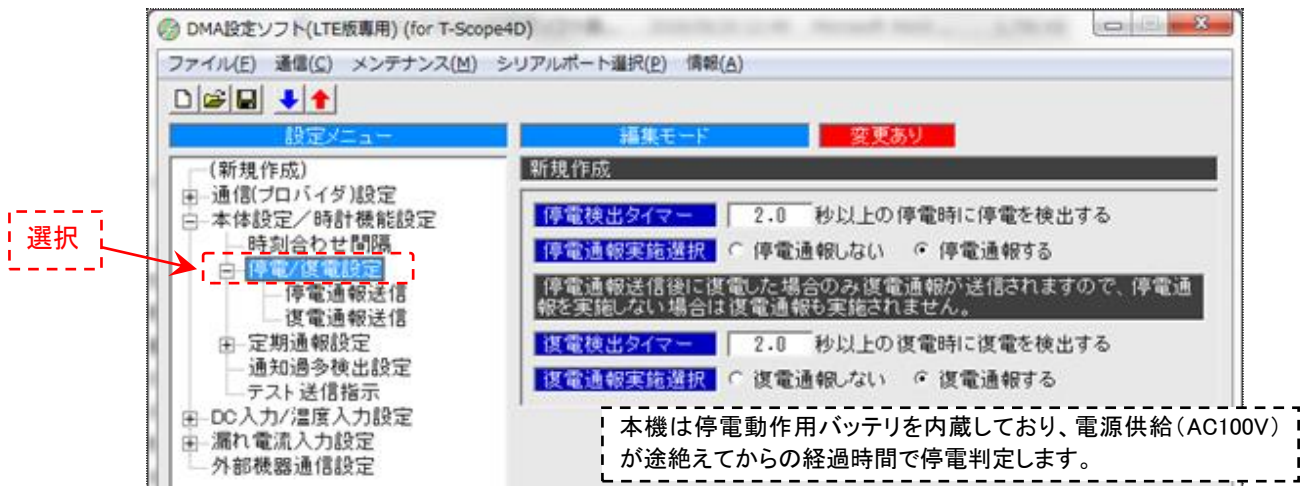 DMA設定ソフト(LTE版専用) (for T-Scope4D)
ファイル(F) 通信(C) メンテナンス(M) シリアルポート選択(P) 情報(A)
設定メニュー 編集モード 変更あり
(新規作成)
通信(プロバイダ)設定
本体設定/時計機能設定
時刻合わせ間隔
停電/復電設定
停電通報送信
復電通報送信
定期通報設定
通知過多検出設定
テスト送信指示
DC入力/温度入力設定
漏れ電流入力設定
外部機器通信設定
選択
新規作成
停電検出タイマー 2.0 秒以上の停電時に停電を検出する
停電通報実施選択 停電通報しない 停電通報する
停電通報送信後に復電した場合のみ復電通報が送信されますので、停電通
報を実施しない場合は復電通報も実施されません。
復電検出タイマー 2.0 秒以上の復電時に復電を検出する
復電通報実施選択 復電通報しない 復電通報する
本機は停電動作用バッテリを内蔵しており、電源供給(AC100V)
が途絶えてからの経過時間で停電判定します。